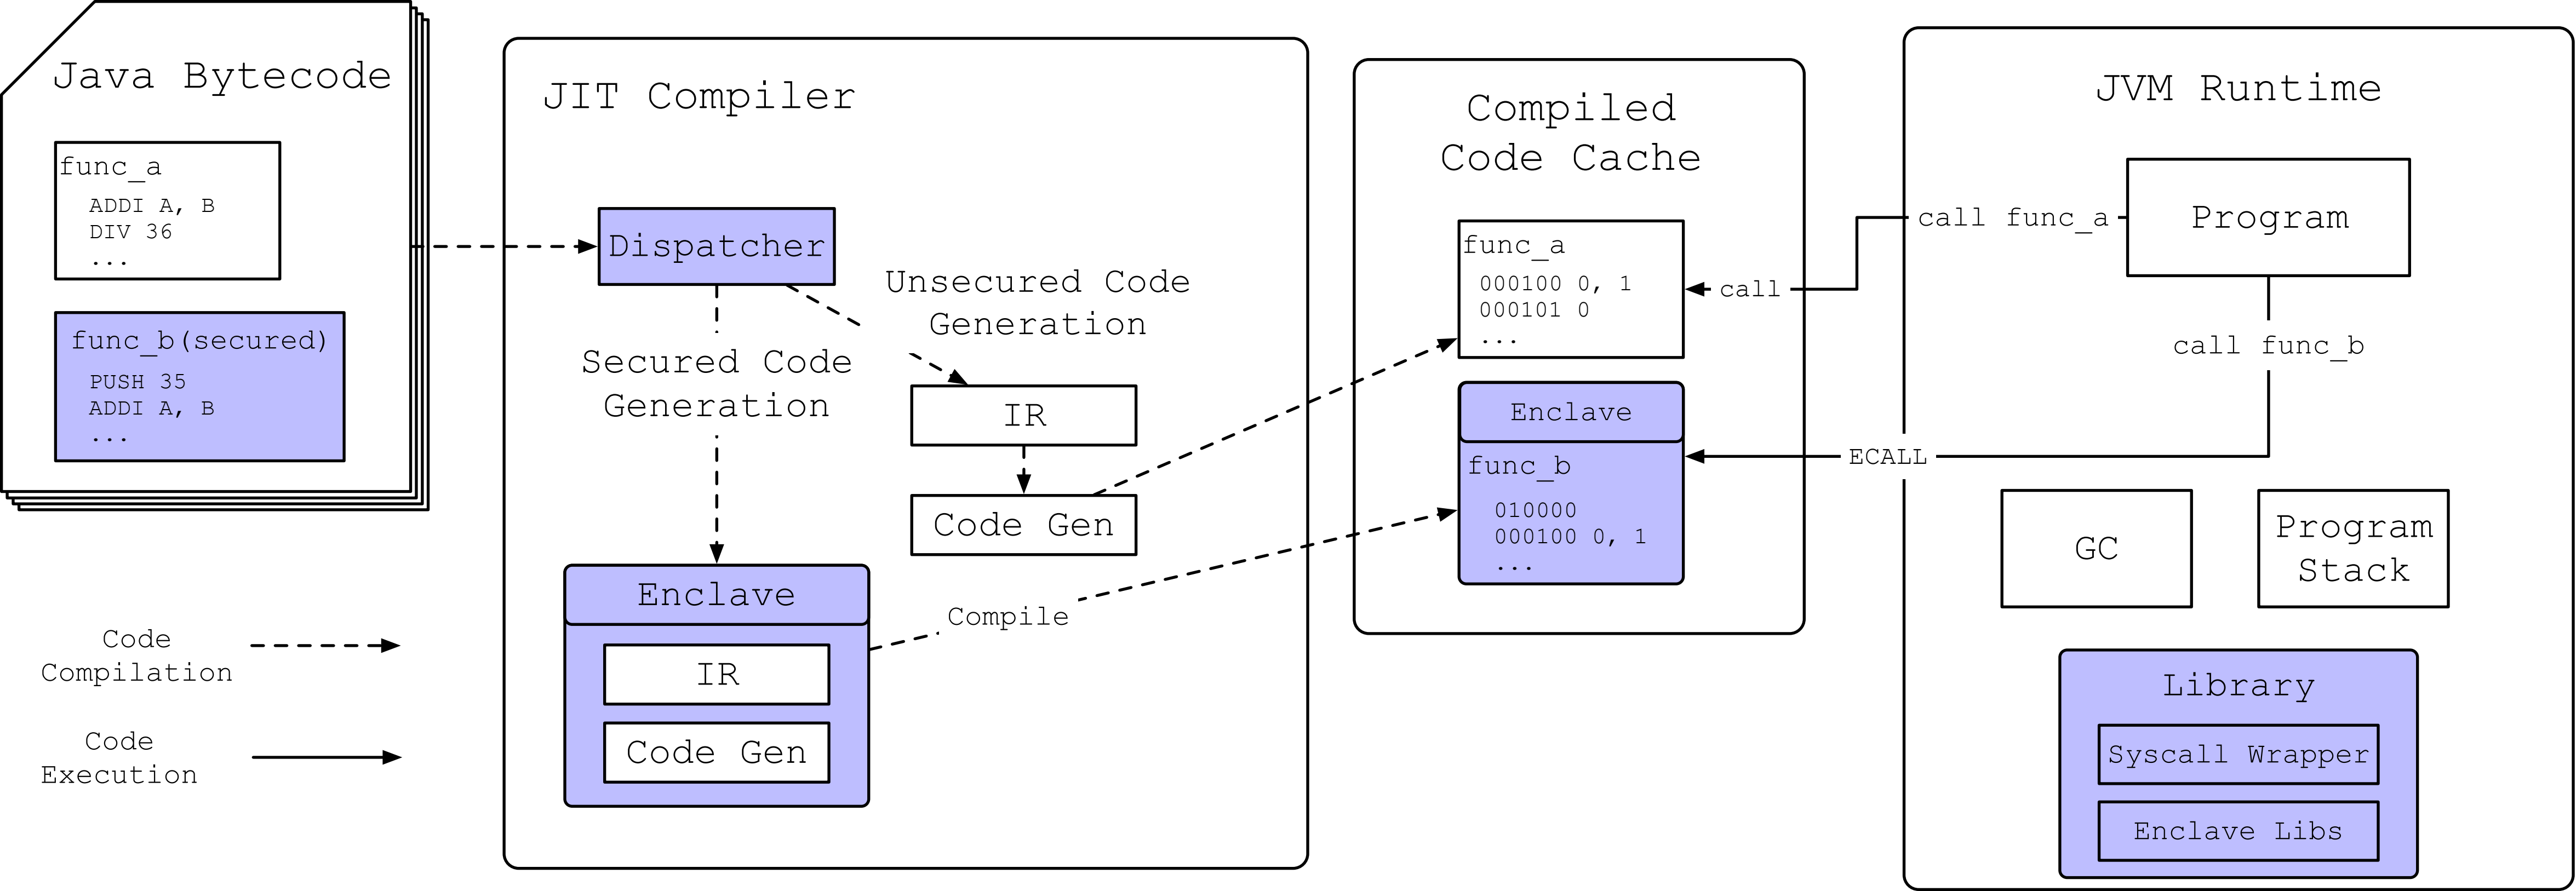 Java Bytecode
func_a
ADDI A, B
DIV 36
...
func_b(secured)
PUSH 35
ADDI A, B
...
Code
Compilation
Code
Execution
JIT Compiler
Dispatcher
Unsecured Code
Generation
Secured Code
Generation
IR
Code Gen
Enclave
IR
Code Gen
Compile
Compiled
Code Cache
func_a
000100 0, 1
000101 0
...
Enclave
func_b
010000
000100 0, 1
...
call
ECALL
JVM Runtime
call func_a
Program
call func_b
GC
Program
Stack
Library
Syscall Wrapper
Enclave Libs